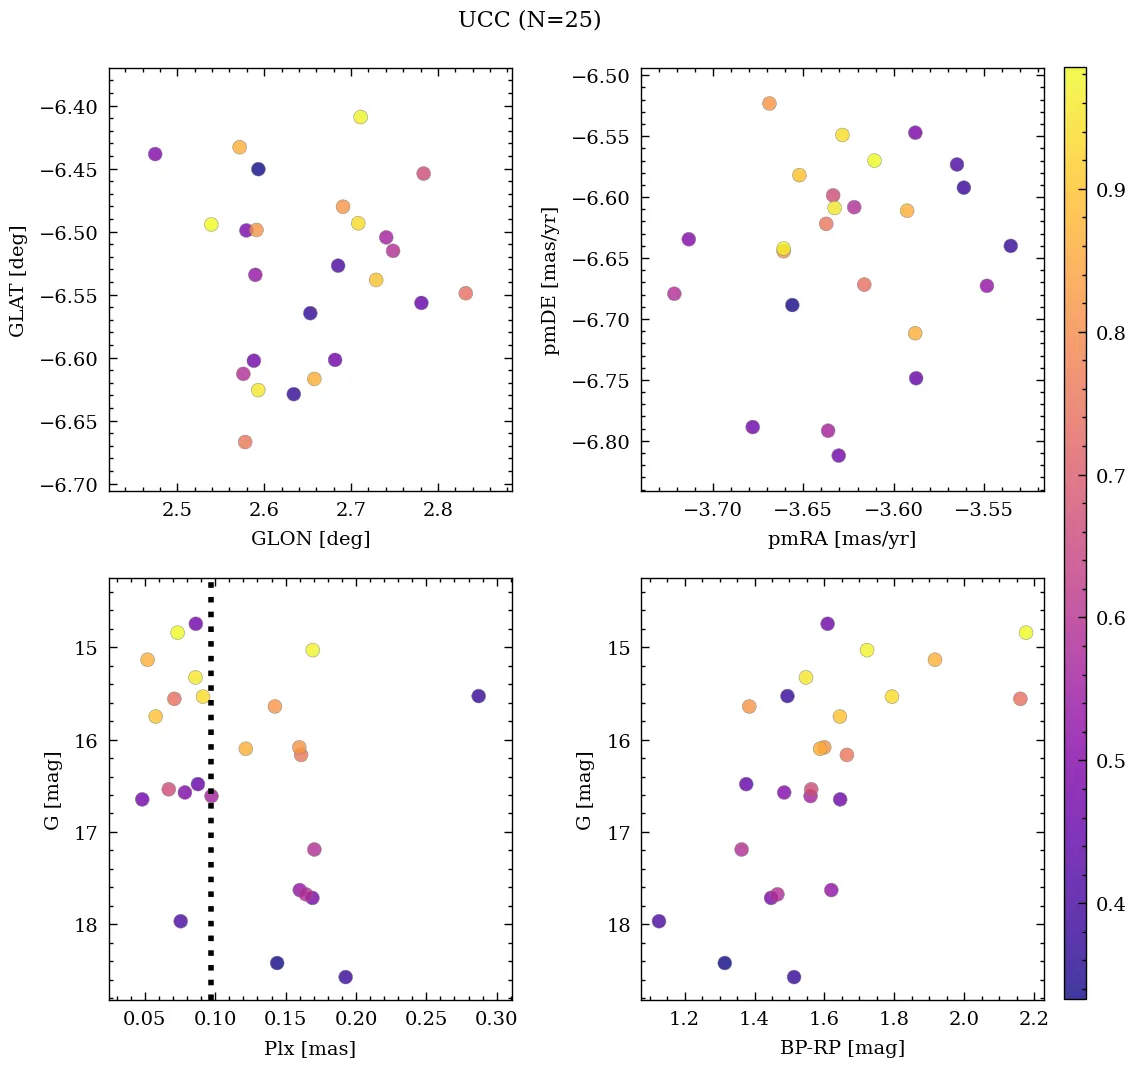 UCC (N=25)
−6.40
−6.45
−6.50
−6.55
−6.60
−6.65
−6.70
GLAT [deg]
2.5 2.6 2.7 2.8
GLON [deg]
−6.50
−6.55
−6.60
−6.65
−6.70
−6.75
−6.80
pmDE [mas/yr]
−3.70 −3.65 −3.60 −3.55
pmRA [mas/yr]
0.9
0.8
0.7
0.6
0.5
0.4
15
16
17
18
G [mag]
0.05 0.10 0.15 0.20 0.25 0.30
Plx [mas]
15
16
17
18
G [mag]
1.2 1.4 1.6 1.8 2.0 2.2
BP-RP [mag]